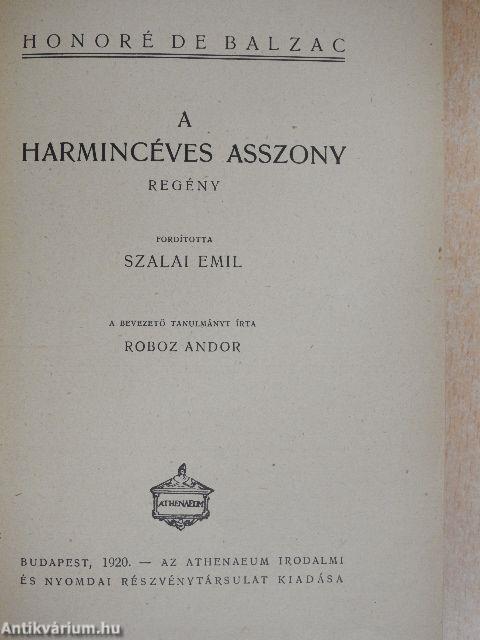 HONORÉ DE BALZAC
A
HARMINCÉVES ASSZONY
REGÉNY
FORDÍTOTTA
SZALAI EMIL
A BEVEZETŐ TANULMÁNYT ÍRTA
ROBOZ ANDOR
ATHENAEUM
BUDAPEST, 1920. — AZ ATHENAEUM IRODALMI
ÉS NYOMDAI RÉSZVÉNYTÁRSULAT KIADÁSA
Antikvárium.hu